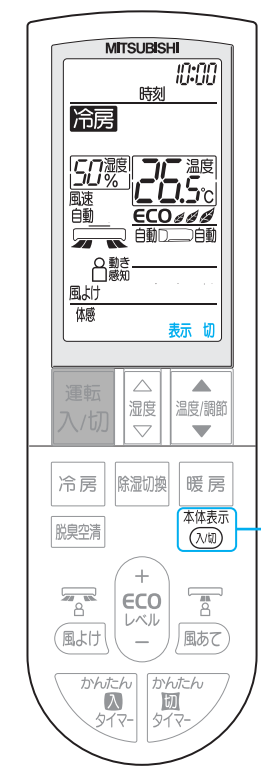 MITSUBISHI
10:00
時刻
冷房
50% 湿度 26.5℃ 温度
風速
自動
ECO
自動 自動
動き
感知
風よけ
体感
表示 切
運転
入/切
湿度
温度/調節
冷房 除湿切換 暖房
脱臭空清
本体表示
入/切
+
ECO
レベル
−
風よけ 風あて
かんたん
入
タイマー
かんたん
切
タイマー